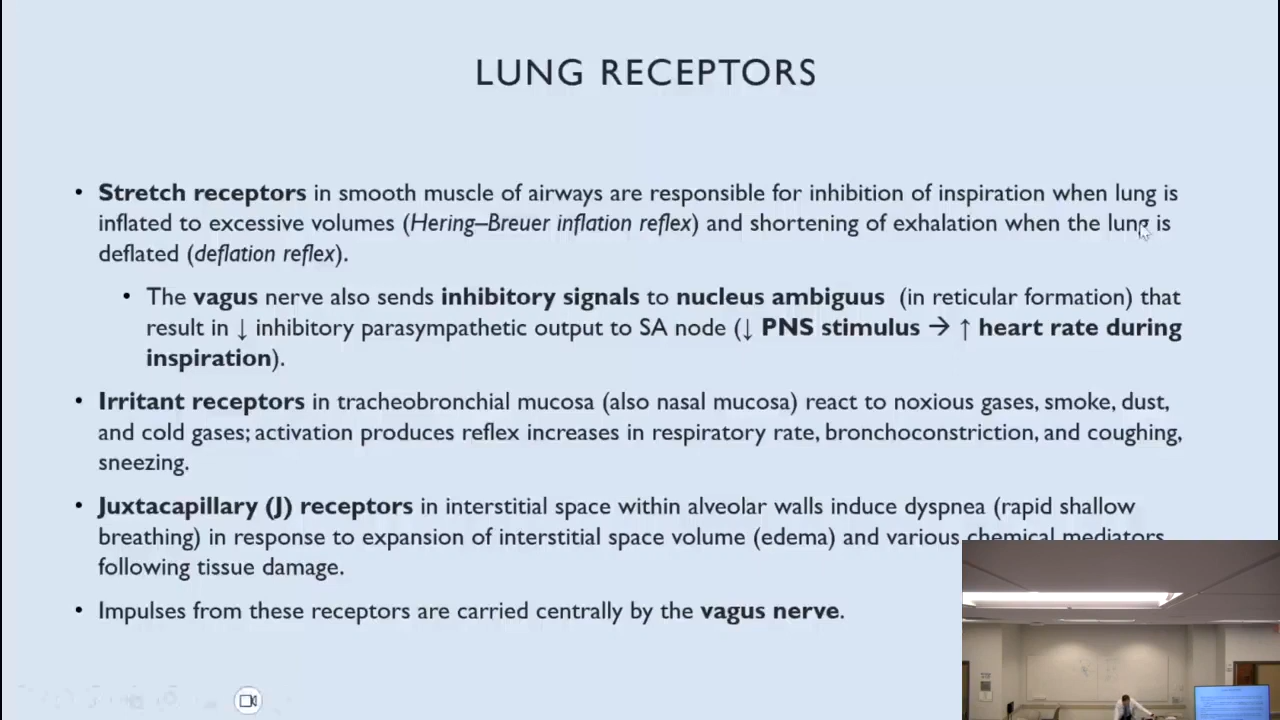 LUNG RECEPTORS
• Stretch receptors in smooth muscle of airways are responsible for inhibition of inspiration when lung is
inflated to excessive volumes (Hering–Breuer inflation reflex) and shortening of exhalation when the lung is
deflated (deflation reflex).
• The vagus nerve also sends inhibitory signals to nucleus ambiguus (in reticular formation) that
result in ↓ inhibitory parasympathetic output to SA node (↓ PNS stimulus → ↑ heart rate during
inspiration).
• Irritant receptors in tracheobronchial mucosa (also nasal mucosa) react to noxious gases, smoke, dust,
and cold gases; activation produces reflex increases in respiratory rate, bronchoconstriction, and coughing,
sneezing.
• Juxtacapillary (J) receptors in interstitial space within alveolar walls induce dyspnea (rapid shallow
breathing) in response to expansion of interstitial space volume (edema) and various chemical mediators
following tissue damage.
• Impulses from these receptors are carried centrally by the vagus nerve.